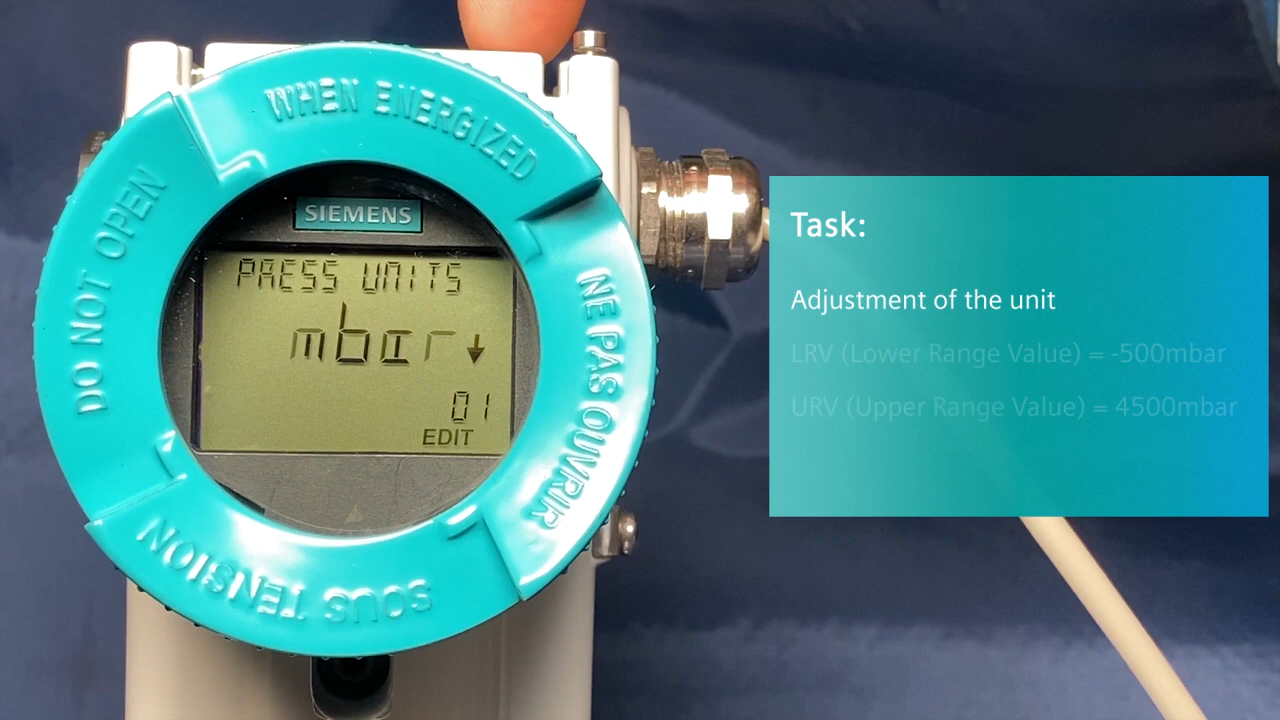 WHEN ENERGIZED
DO NOT OPEN
NE PAS OUVRIR
SOUS TENSION
SIEMENS
PRESS UNITS
mbar
01
EDIT
Task:
Adjustment of the unit
LRV (Lower Range Value) = -500mbar
URV (Upper Range Value) = 4500mbar